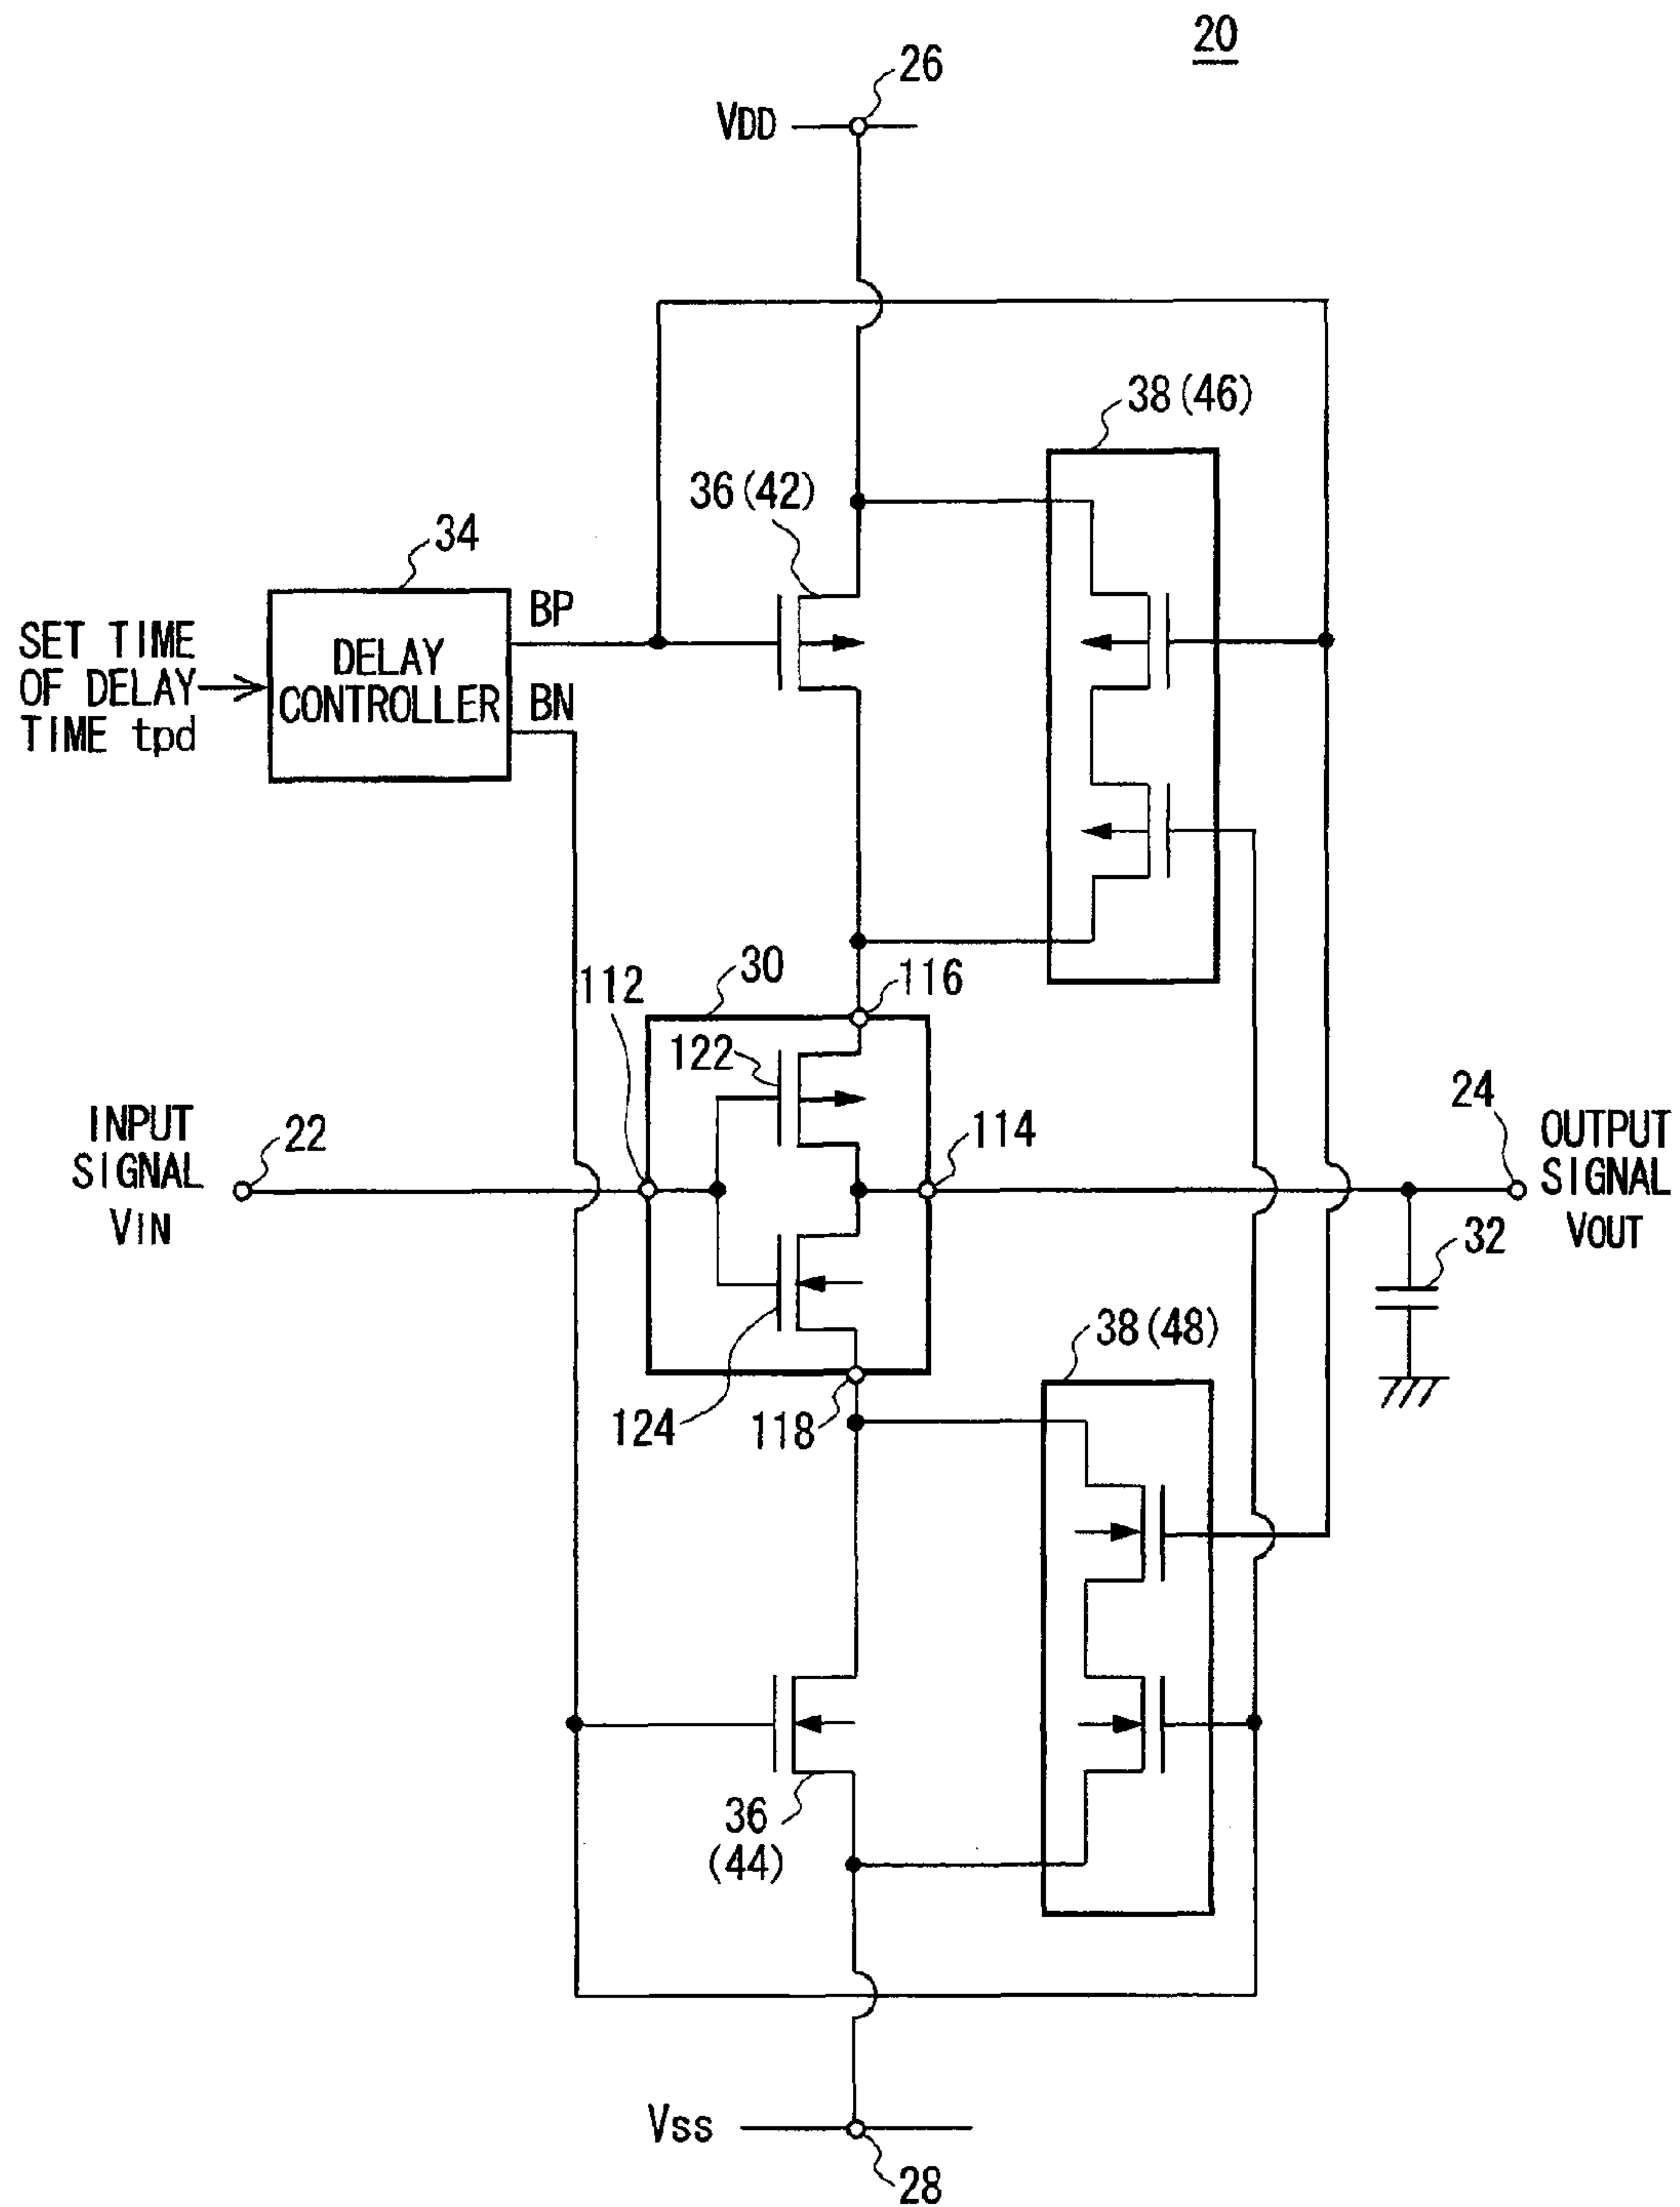 20
26
VDD
38 (46)
36 (42)
34
BP
SET TIME
OF DELAY
TIME tpd
DELAY
CONTROLLER
BN
112
30
116
122
INPUT
SIGNAL
VIN
22
114
24
OUTPUT
SIGNAL
VOUT
32
38 (48)
124
118
36
(44)
Vss
28